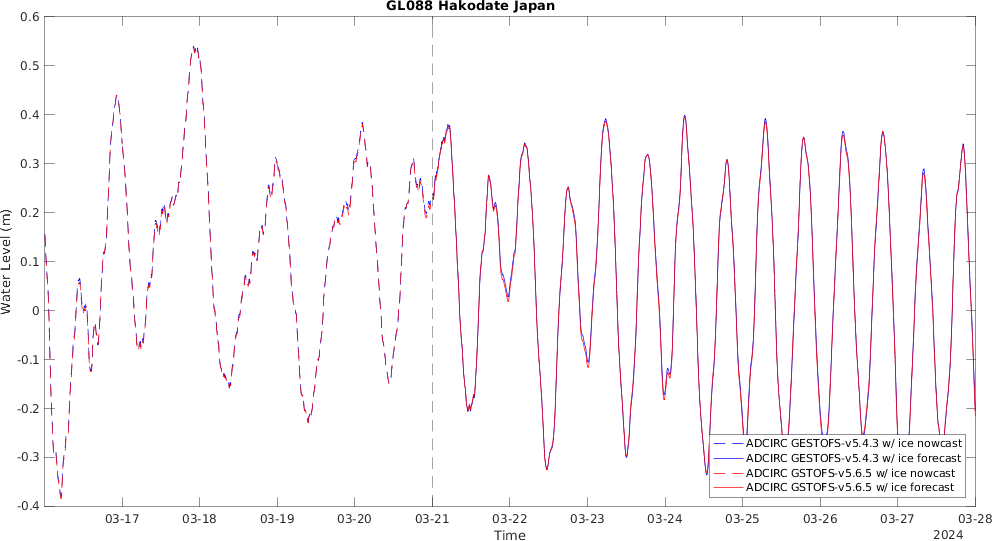 GL088 Hakodate Japan
Water Level (m)
0.6
0.5
0.4
0.3
0.2
0.1
0
-0.1
-0.2
-0.3
-0.4
ADCIRC GESTOFS-v5.4.3 w/ ice nowcast
ADCIRC GESTOFS-v5.4.3 w/ ice forecast
ADCIRC GSTOFS-v5.6.5 w/ ice nowcast
ADCIRC GSTOFS-v5.6.5 w/ ice forecast
03-17 03-18 03-19 03-20 03-21 03-22 03-23 03-24 03-25 03-26 03-27 03-28
Time
2024